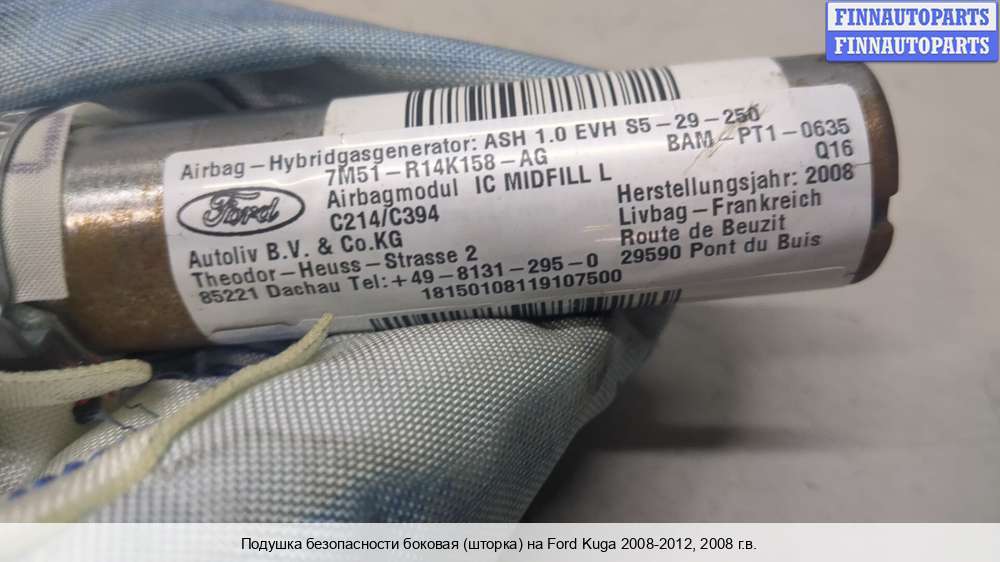 FINNAUTOPARTS
FINNAUTOPARTS
Airbag-Hybridgasgenerator: ASH 1.0 EVH S5-29-250
7M51-R14K158-AG
BAM-PT1-0635
Airbagmodul IC MIDFILL L
Q16
Ford
C214/C394
Herstellungsjahr: 2008
Autoliv B.V. & Co.KG
Livbag-Frankreich
Theodor-Heuss-Strasse 2
Route de Beuzit
85221 Dachau Tel:+49-8131-295-0
29590 Pont du Buis
18150108119107500
Подушка безопасности боковая (шторка) на Ford Kuga 2008-2012, 2008 г.в.